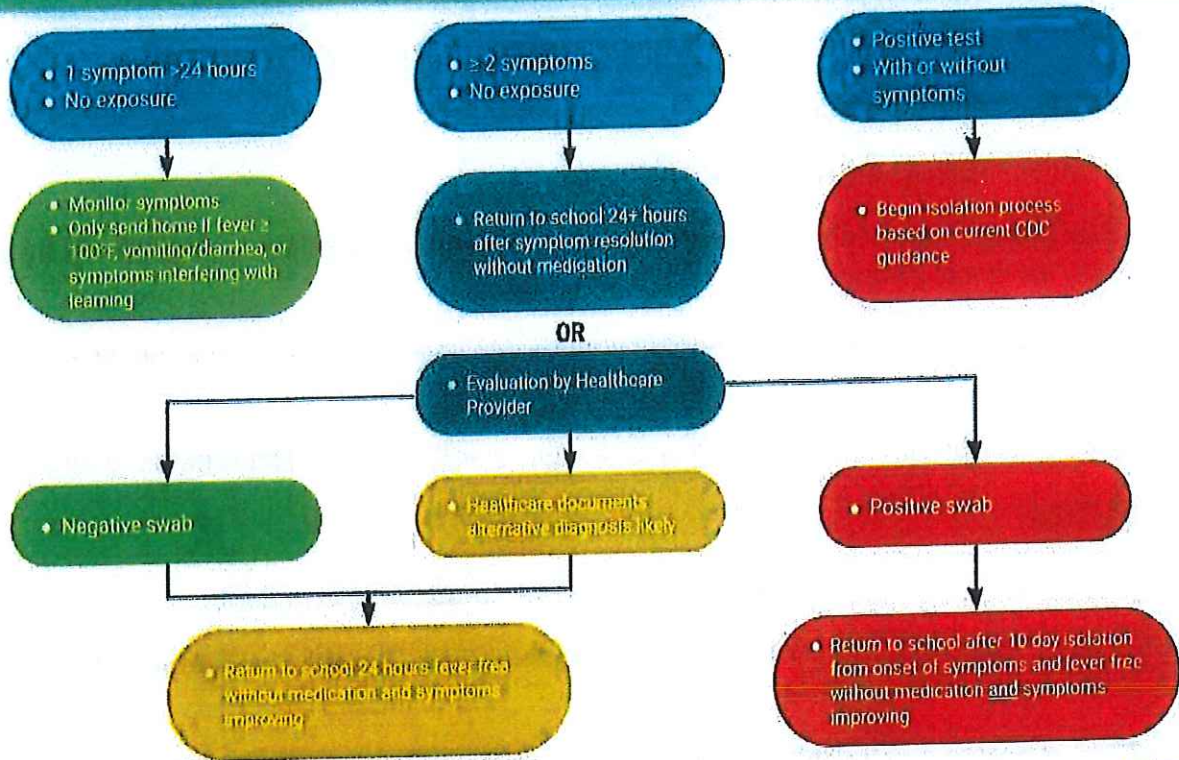 • 1 symptom >24 hours
• No exposure
• ≥ 2 symptoms
• No exposure
• Positive test
• With or without
symptoms
• Monitor symptoms
• Only send home if fever ≥
100°F, vomiting/diarrhea, or
symptoms interfering with
learning
• Return to school 24+ hours
after symptom resolution
without medication
• Begin isolation process
based on current CDC
guidance
OR
• Evaluation by Healthcare
Provider
• Negative swab
• Healthcare documents
alternative diagnosis likely
• Positive swab
• Return to school 24 hours fever free
without medication and symptoms
improving
• Return to school after 10 day isolation
from onset of symptoms and fever free
without medication and symptoms
improving